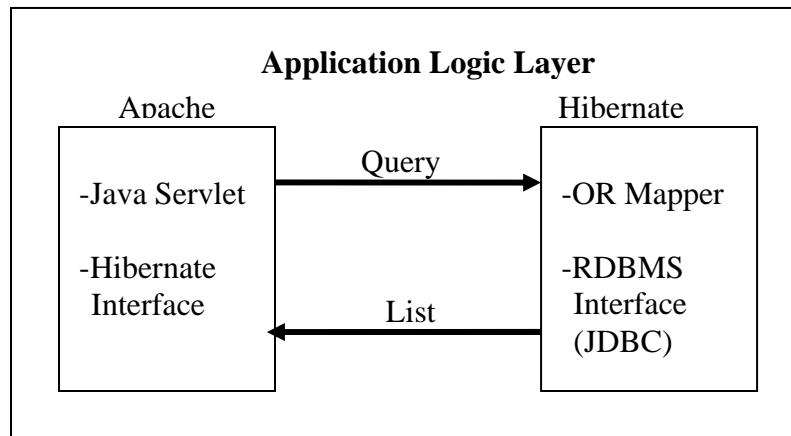 Application Logic Layer
Apache
Hibernate
Query
-Java Servlet
-Hibernate
Interface
-OR Mapper
-RDBMS
Interface
(JDBC)
List